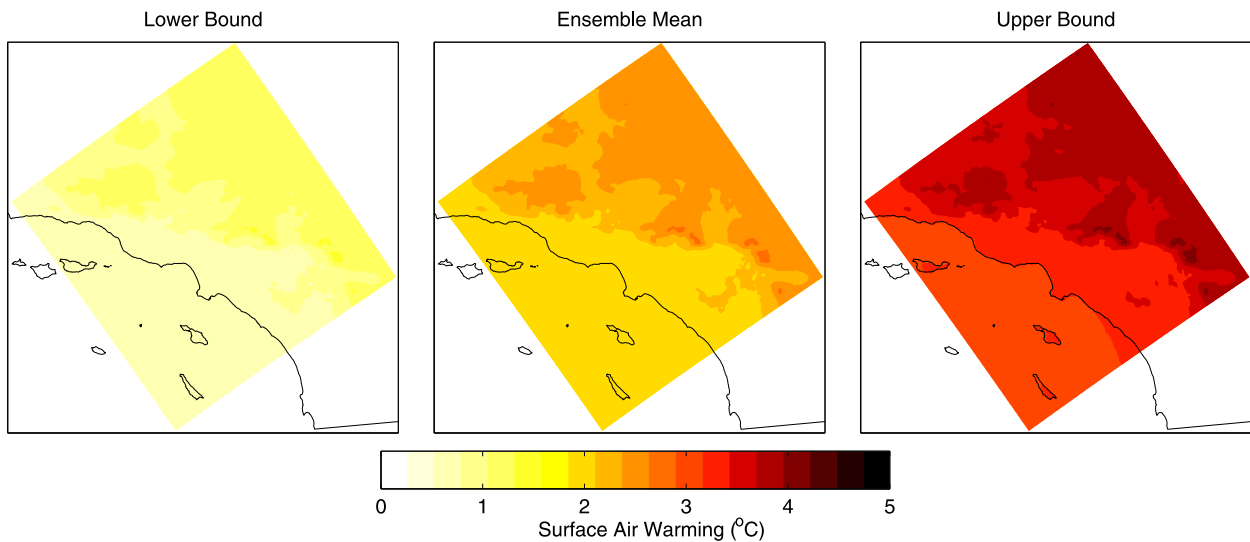 Lower Bound
Ensemble Mean
Upper Bound
0 1 2 3 4 5
Surface Air Warming (°C)